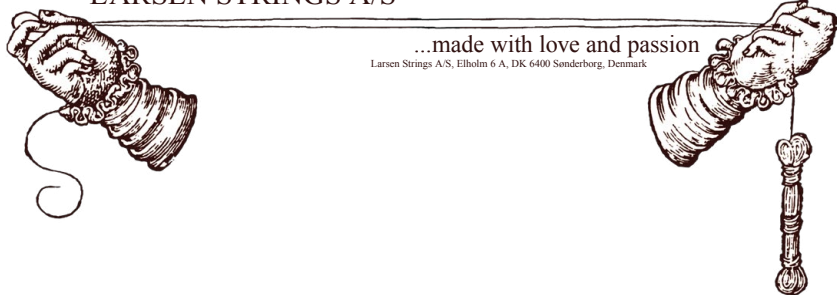 LARSEN STRINGS A/S
...made with love and passion
Larsen Strings A/S, Elholm 6 A, DK 6400 Sønderborg, Denmark